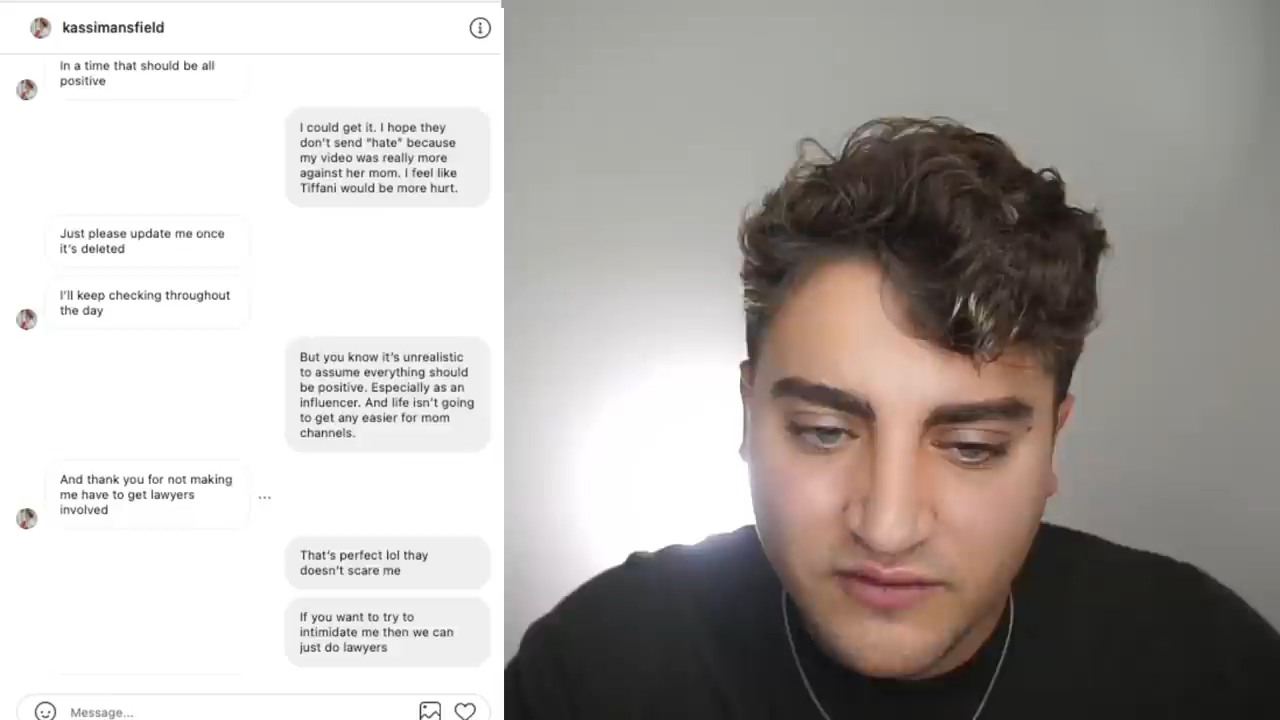 kassimansfield
In a time that should be all
positive
I could get it. I hope they
don't send "hate" because
my video was really more
against her mom. I feel like
Tiffani would be more hurt.
Just please update me once
it's deleted
I'll keep checking throughout
the day
But you know it's unrealistic
to assume everything should
be positive. Especially as an
influencer. And life isn't going
to get any easier for mom
channels.
And thank you for not making
me have to get lawyers
involved
That's perfect lol thay
doesn't scare me
If you want to try to
intimidate me then we can
just do lawyers
Message...